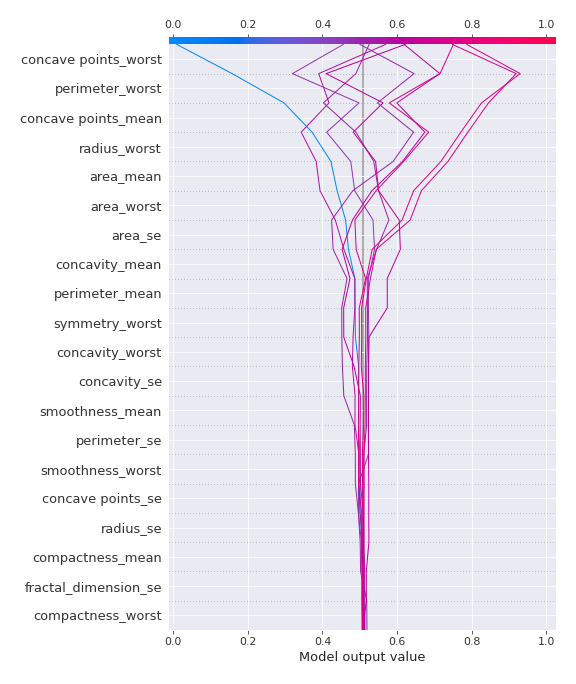 0.0 0.2 0.4 0.6 0.8 1.0
concave points_worst
perimeter_worst
concave points_mean
radius_worst
area_mean
area_worst
area_se
concavity_mean
perimeter_mean
symmetry_worst
concavity_worst
concavity_se
smoothness_mean
perimeter_se
smoothness_worst
concave points_se
radius_se
compactness_mean
fractal_dimension_se
compactness_worst
0.0 0.2 0.4 0.6 0.8 1.0
Model output value